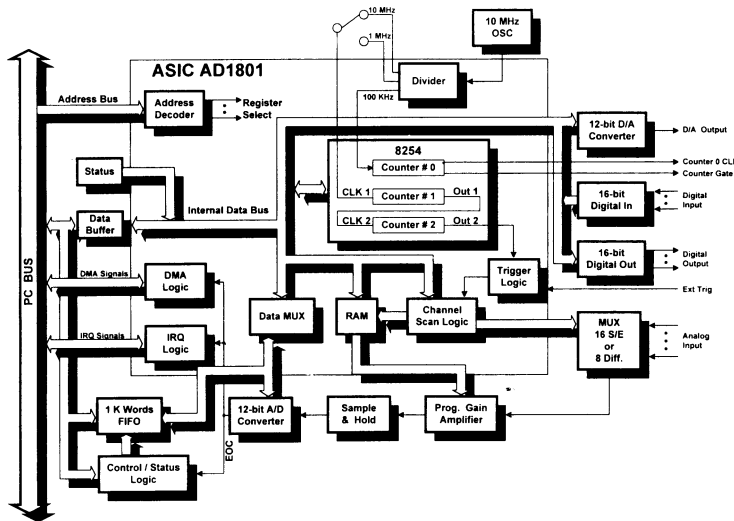 10 MHz
10 MHz
OSC
1 MHz
ASIC AD1801
Divider
Address Bus
Address
Decoder
Register
Select
100 KHz
12-bit D/A
Converter
D/A Output
8254
Counter # 0
Counter 0 CLK
Counter Gate
Status
CLK 1
Counter # 1
Out 1
16-bit
Digital In
Digital
Input
Internal Data Bus
Data
Buffer
CLK 2
Counter # 2
Out 2
16-bit
Digital Out
Digital
Output
PC BUS
DMA Signals
DMA
Logic
Trigger
Logic
Ext Trig
Data MUX
RAM
Channel
Scan Logic
IRQ Signals
IRQ
Logic
MUX
16 S/E
or
8 Diff.
Analog
Input
1 K Words
FIFO
12-bit A/D
Converter
Sample
& Hold
Prog. Gain
Amplifier
EOC
Control / Status
Logic